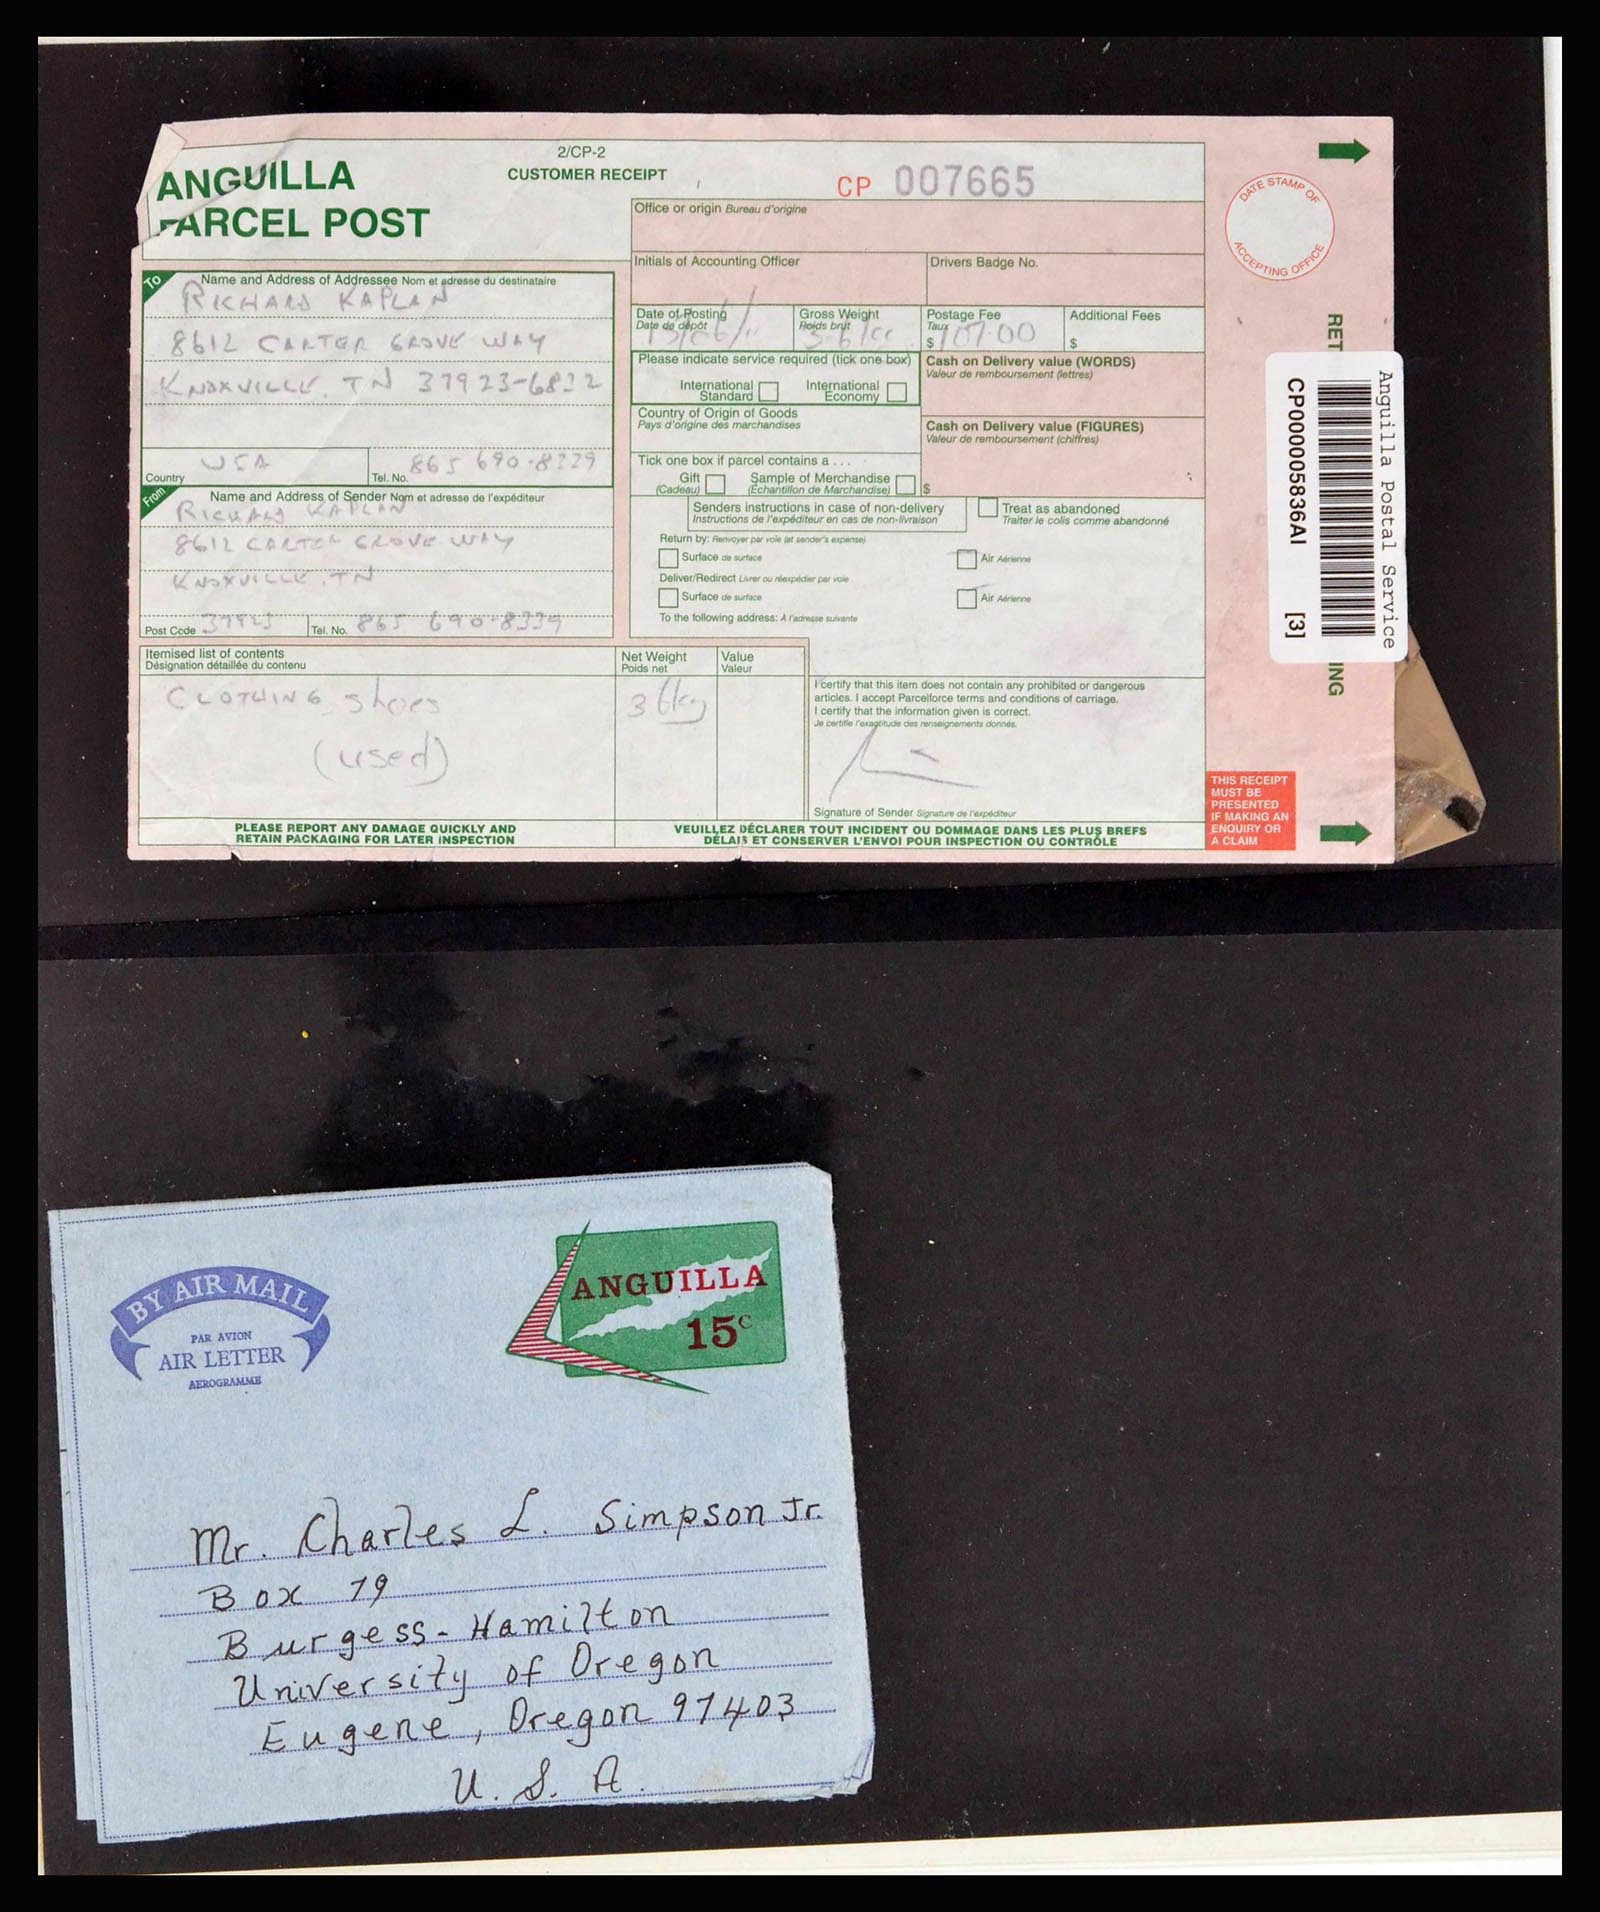 ANGUILLA
PARCEL POST
2/CP-2
CUSTOMER RECEIPT
CP 007665
Office or origin Bureau d'origine
Initials of Accounting Officer
Drivers Badge No.
To
Name and Address of Addressee Nom et adresse du destinataire
RICHARD KAPLAN
8612 CARTER GROVE WAY
KNOXVILLE, TN 37923-6832
Country
USA
Tel. No.
865 690-8339
From
Name and Address of Sender Nom et adresse de l'expéditeur
RICHARD KAPLAN
8612 CARTER GROVE WAY
KNOXVILLE, TN
Post Code 37923
Tel. No. 865 690-8339
Date of Posting
Date de dépôt
Gross Weight
Poids brut
Postage Fee
Taux
$ 107.00
Additional Fees
$
Please indicate service required (tick one box)
International Standard
International Economy
Cash on Delivery value (WORDS)
Valeur de remboursement (lettres)
Country of Origin of Goods
Pays d'origine des marchandises
Cash on Delivery value (FIGURES)
Valeur de remboursement (chiffres)
$
Tick one box if parcel contains a ...
Gift
(Cadeau)
Sample of Merchandise
(Échantillon de Marchandise)
Senders instructions in case of non-delivery
Instructions de l'expéditeur en cas de non-livraison
Treat as abandoned
Traiter le colis comme abandonné
Return by: Renvoyer par voie (at sender's expense)
Surface de surface
Air Aérienne
Deliver/Redirect Livrer ou réexpédier par voie
Surface de surface
Air Aérienne
To the following address: A l'adresse suivante
Itemised list of contents
Désignation détaillée du contenu
CLOTHING shoes
(used)
Net Weight
Poids net
3 6kg
Value
Valeur
I certify that this item does not contain any prohibited or dangerous
articles. I accept Parcelforce terms and conditions of carriage.
I certify that the information given is correct.
Je certifie l'exactitude des renseignements donnés.
Signature of Sender Signature de l'expéditeur
PLEASE REPORT ANY DAMAGE QUICKLY AND
RETAIN PACKAGING FOR LATER INSPECTION
VEUILLEZ DÉCLARER TOUT INCIDENT OU DOMMAGE DANS LES PLUS BREFS
DÉLAIS ET CONSERVER L'ENVOI POUR INSPECTION OU CONTRÔLE
DATE STAMP OF
ACCEPTING OFFICE
RET
ING
Anguilla Postal Service
CP000005836AI [3]
THIS RECEIPT
MUST BE
PRESENTED
IF MAKING AN
ENQUIRY OR
A CLAIM
BY AIR MAIL
PAR AVION
AIR LETTER
AEROGRAMME
ANGUILLA
15c
Mr. Charles L. Simpson Jr.
Box 79
Burgess-Hamilton
University of Oregon
Eugene, Oregon 97403
U. S. A.